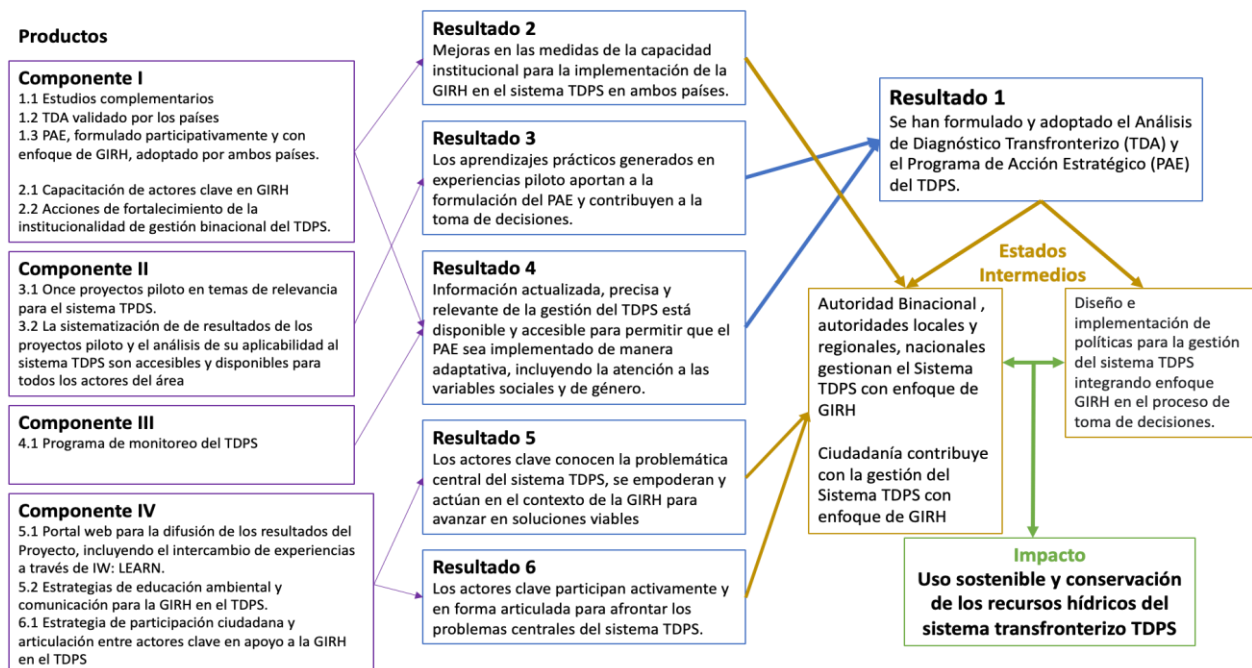 Productos
Componente I
1.1 Estudios complementarios
1.2 TDA validado por los países
1.3 PAE, formulado participativamente y con
enfoque de GIRH, adoptado por ambos países.
2.1 Capacitación de actores clave en GIRH
2.2 Acciones de fortalecimiento de la
institucionalidad de gestión binacional del TDPS.
Componente II
3.1 Once proyectos piloto en temas de relevancia
para el sistema TPDS.
3.2 La sistematización de de resultados de los
proyectos piloto y el análisis de su aplicabilidad al
sistema TDPS son accesibles y disponibles para
todos los actores del área
Componente III
4.1 Programa de monitoreo del TDPS
Componente IV
5.1 Portal web para la difusión de los resultados del
Proyecto, incluyendo el intercambio de experiencias
a través de IW: LEARN.
5.2 Estrategias de educación ambiental y
comunicación para la GIRH en el TDPS.
6.1 Estrategia de participación ciudadana y
articulación entre actores clave en apoyo a la GIRH
en el TDPS
Resultado 2
Mejoras en las medidas de la capacidad
institucional para la implementación de la
GIRH en el sistema TDPS en ambos países.
Resultado 3
Los aprendizajes prácticos generados en
experiencias piloto aportan a la
formulación del PAE y contribuyen a la
toma de decisiones.
Resultado 4
Información actualizada, precisa y
relevante de la gestión del TDPS está
disponible y accesible para permitir que el
PAE sea implementado de manera
adaptativa, incluyendo la atención a las
variables sociales y de género.
Resultado 5
Los actores clave conocen la problemática
central del sistema TDPS, se empoderan y
actúan en el contexto de la GIRH para
avanzar en soluciones viables
Resultado 6
Los actores clave participan activamente y
en forma articulada para afrontar los
problemas centrales del sistema TDPS.
Resultado 1
Se han formulado y adoptado el Análisis
de Diagnóstico Transfronterizo (TDA) y
el Programa de Acción Estratégico (PAE)
del TDPS.
Estados
Intermedios
Autoridad Binacional ,
autoridades locales y
regionales, nacionales
gestionan el Sistema
TDPS con enfoque de
GIRH
Ciudadanía contribuye
con la gestión del
Sistema TDPS con
enfoque de GIRH
Diseño e
implementación de
políticas para la gestión
del sistema TDPS
integrando enfoque
GIRH en el proceso de
toma de decisiones.
Impacto
Uso sostenible y conservación
de los recursos hídricos del
sistema transfronterizo TDPS